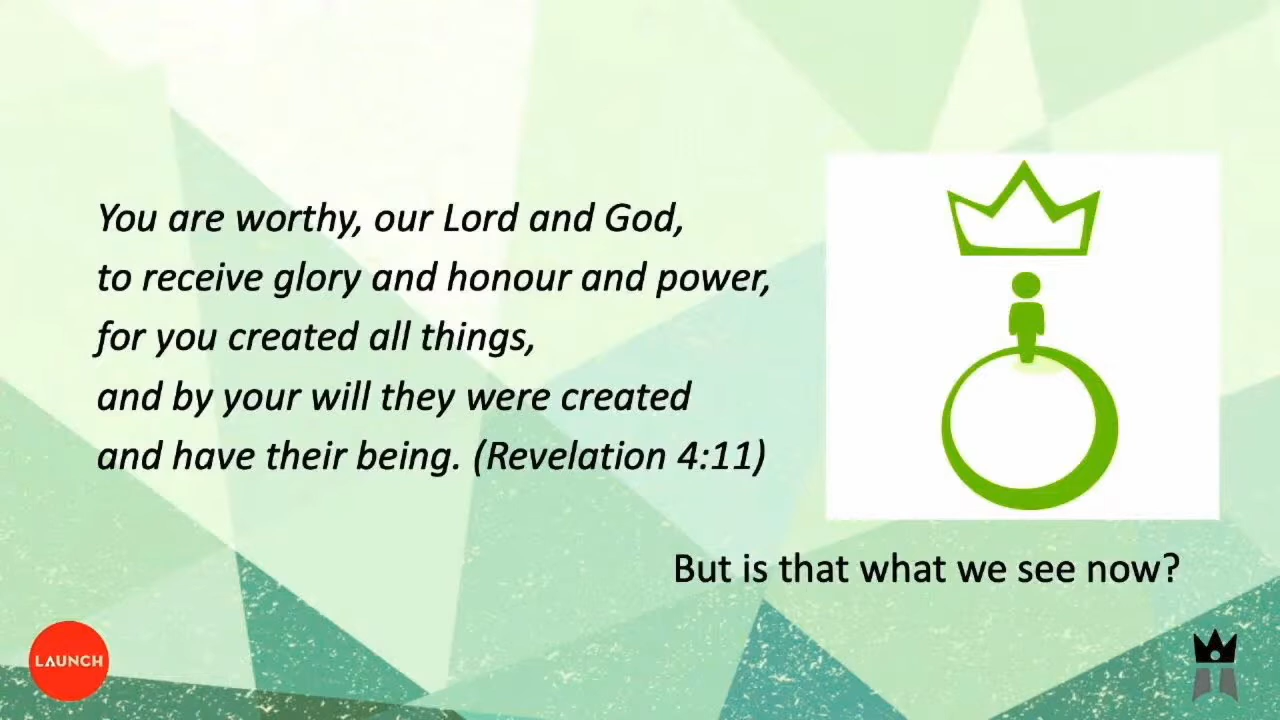 You are worthy, our Lord and God,
to receive glory and honour and power,
for you created all things,
and by your will they were created
and have their being. (Revelation 4:11)
But is that what we see now?
LAUNCH